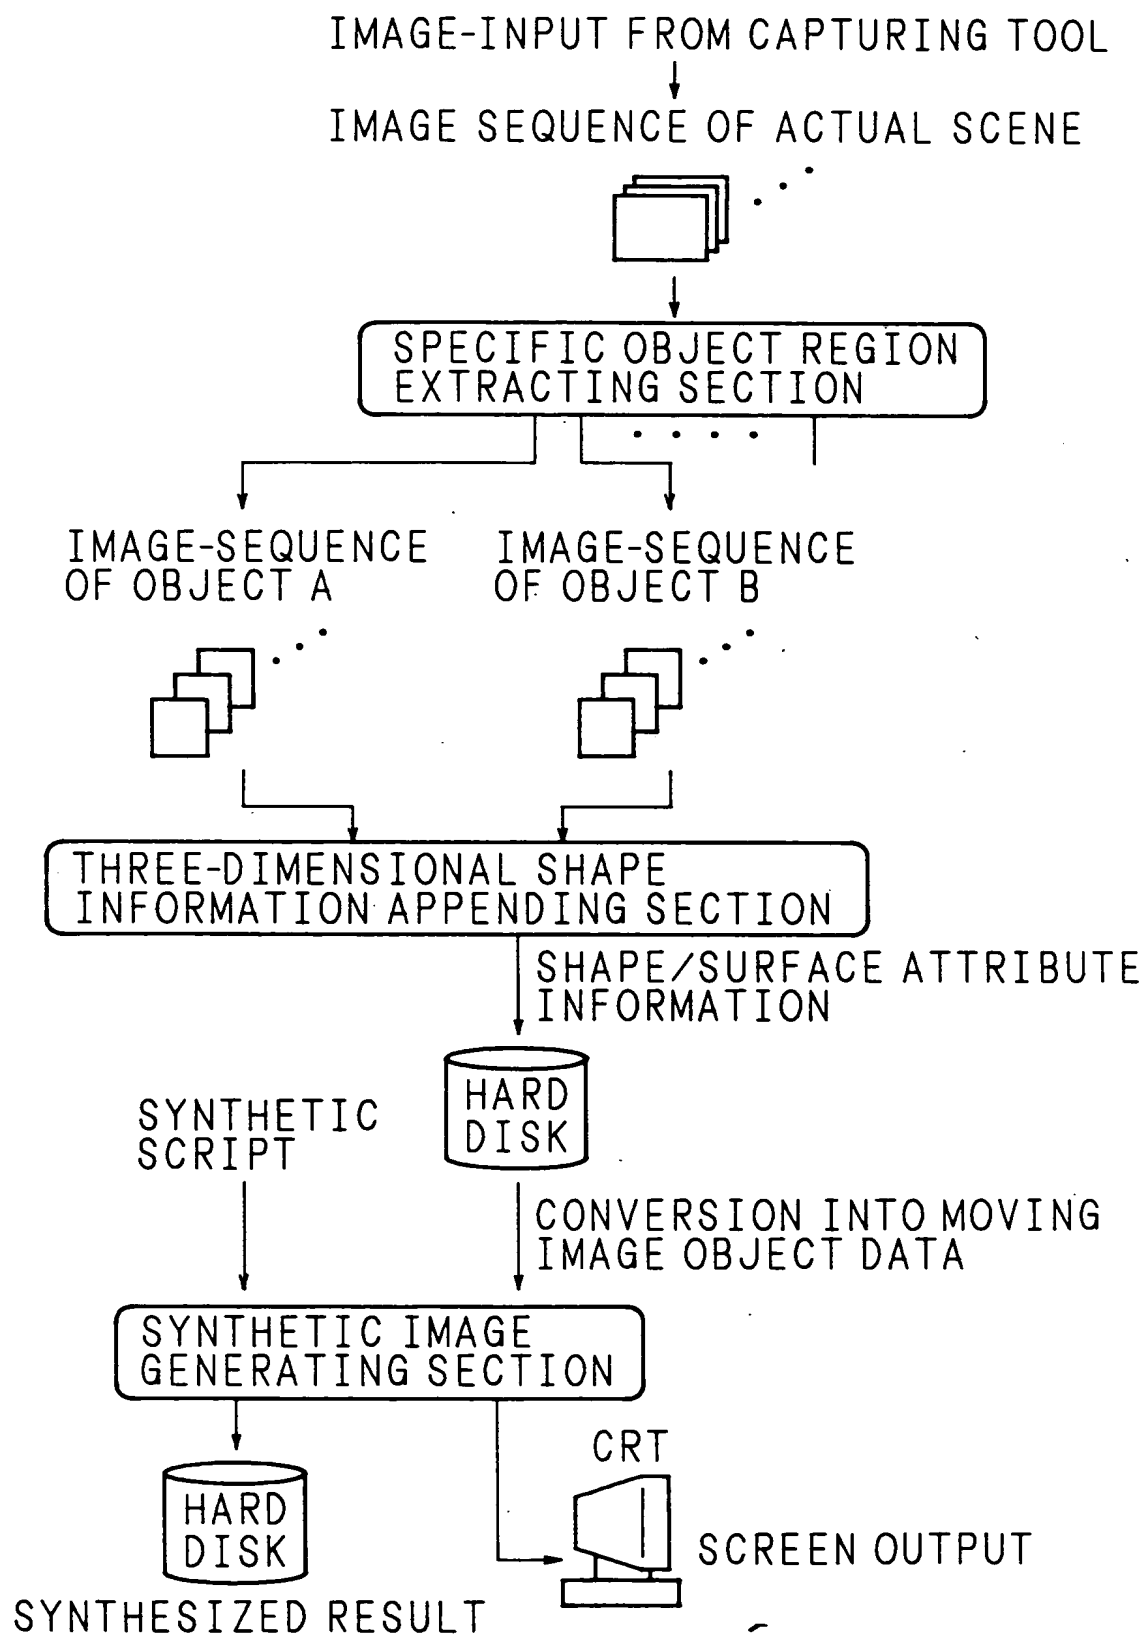 IMAGE-INPUT FROM CAPTURING TOOL
IMAGE SEQUENCE OF ACTUAL SCENE
SPECIFIC OBJECT REGION
EXTRACTING SECTION
IMAGE-SEQUENCE
OF OBJECT A
IMAGE-SEQUENCE
OF OBJECT B
THREE-DIMENSIONAL SHAPE
INFORMATION APPENDING SECTION
SHAPE/SURFACE ATTRIBUTE
INFORMATION
HARD
DISK
SYNTHETIC
SCRIPT
CONVERSION INTO MOVING
IMAGE OBJECT DATA
SYNTHETIC IMAGE
GENERATING SECTION
CRT
HARD
DISK
SCREEN OUTPUT
SYNTHESIZED RESULT